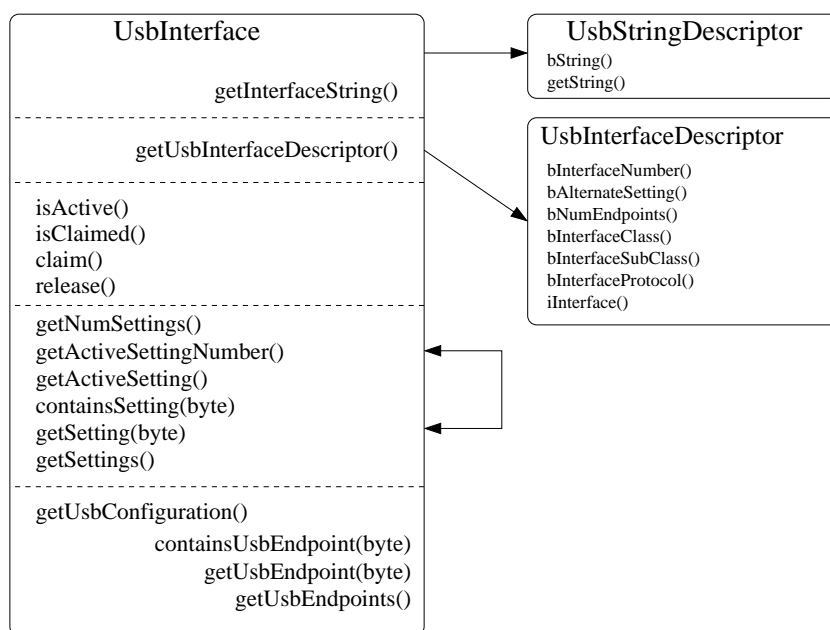 UsbInterface
getInterfaceString()
getUsbInterfaceDescriptor()
isActive()
isClaimed()
claim()
release()
getNumSettings()
getActiveSettingNumber()
getActiveSetting()
containsSetting(byte)
getSetting(byte)
getSettings()
getUsbConfiguration()
containsUsbEndpoint(byte)
getUsbEndpoint(byte)
getUsbEndpoints()
UsbStringDescriptor
bString()
getString()
UsbInterfaceDescriptor
bInterfaceNumber()
bAlternateSetting()
bNumEndpoints()
bInterfaceClass()
bInterfaceSubClass()
bInterfaceProtocol()
iInterface()